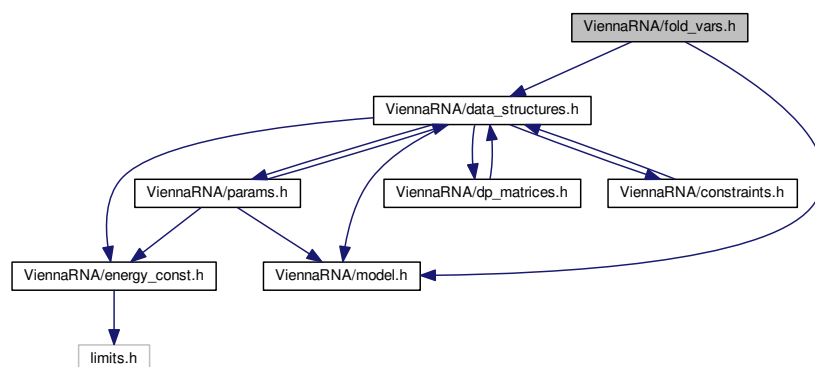 ViennaRNA/fold_vars.h
ViennaRNA/data_structures.h
ViennaRNA/params.h
ViennaRNA/dp_matrices.h
ViennaRNA/constraints.h
ViennaRNA/energy_const.h
ViennaRNA/model.h
limits.h